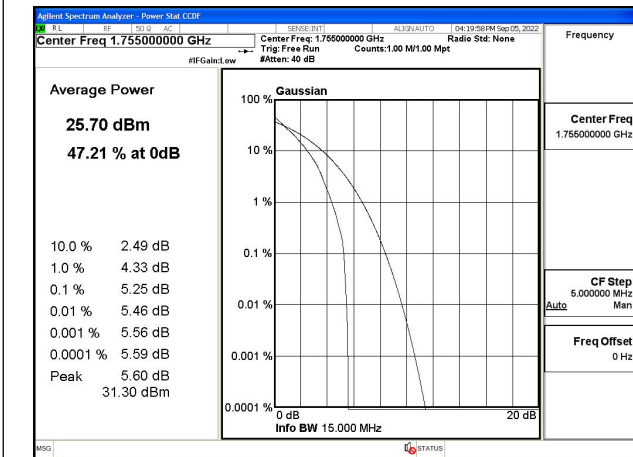 Agilent Spectrum Analyzer - Power Stat CCDF
LXI RL RF 50 Ω AC SENSE:INT ALIGNAUTO 04:19:58 PM Sep 05, 2022
Center Freq 1.755000000 GHz
Center Freq: 1.755000000 GHz Radio Std: None
Trig: Free Run Counts:1.00 M/1.00 Mpt
#IFGain:Low #Atten: 40 dB
Frequency
Average Power
25.70 dBm
47.21 % at 0dB
10.0 % 2.49 dB
1.0 % 4.33 dB
0.1 % 5.25 dB
0.01 % 5.46 dB
0.001 % 5.56 dB
0.0001 % 5.59 dB
Peak 5.60 dB
31.30 dBm
Gaussian
100 %
10 %
1 %
0.1 %
0.01 %
0.001 %
0.0001 %
0 dB 20 dB
Info BW 15.000 MHz
Center Freq
1.755000000 GHz
CF Step
5.000000 MHz
Auto Man
Freq Offset
0 Hz
MSG STATUS